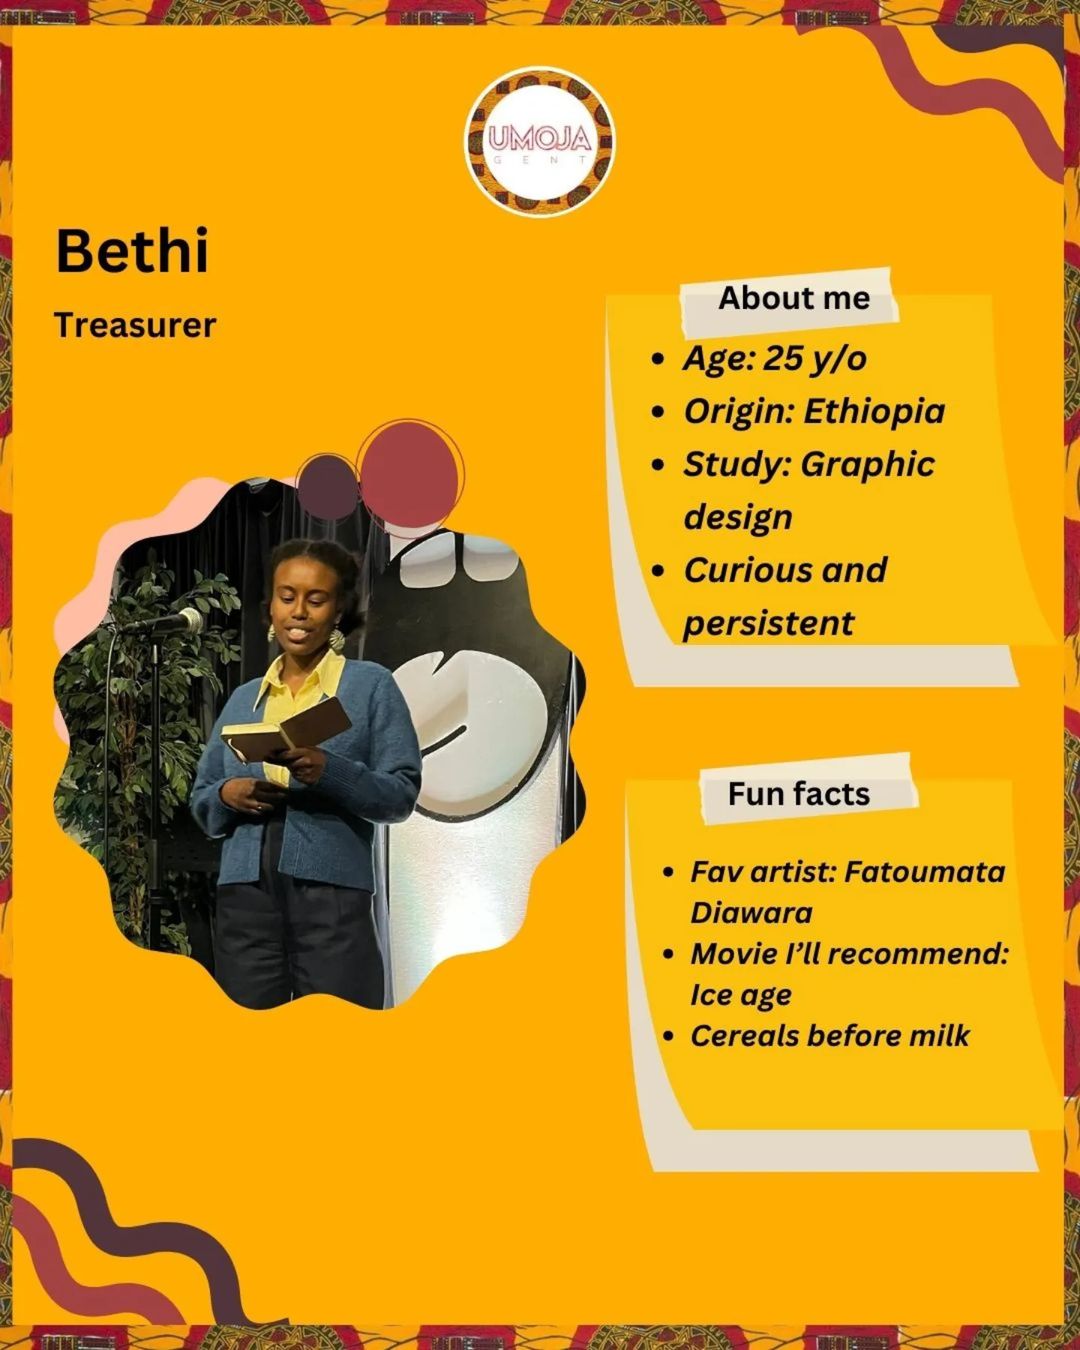 UMOJA
GENT
Bethi
Treasurer
About me
Age: 25 y/o
Origin: Ethiopia
Study: Graphic
design
Curious and
persistent
Fun facts
Fav artist: Fatoumata
Diawara
Movie I’ll recommend:
Ice age
Cereals before milk